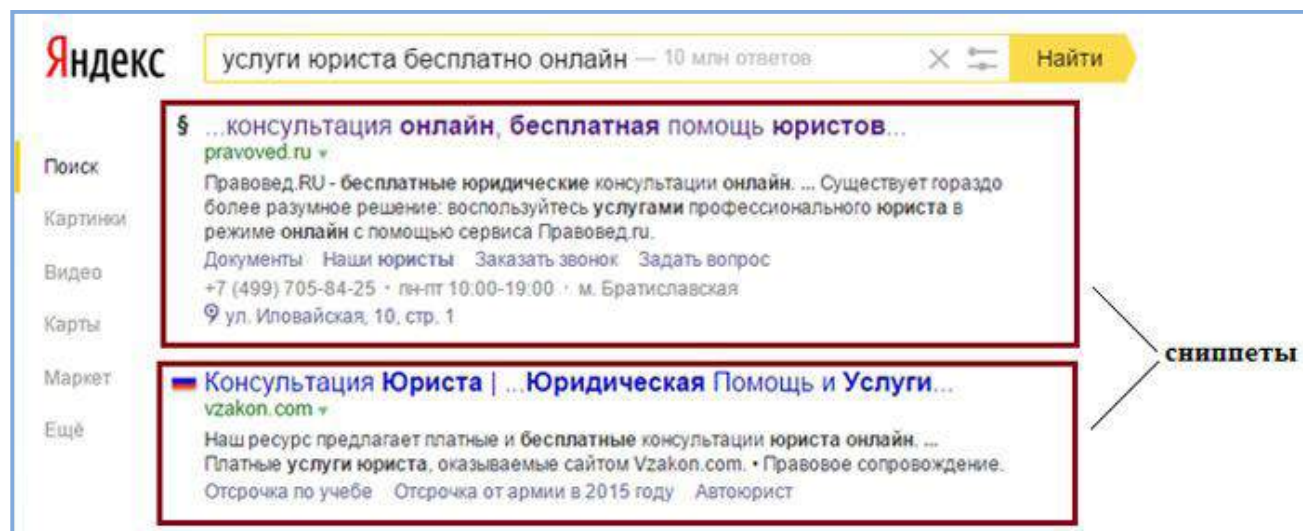 Яндекс
услуги юриста бесплатно онлайн — 10 млн ответов
Найти
Поиск
Картинки
Видео
Карты
Маркет
Ещё
§ ...консультация онлайн, бесплатная помощь юристов...
pravoved.ru
Правовед.RU - бесплатные юридические консультации онлайн. ... Существует гораздо
более разумное решение: воспользуйтесь услугами профессионального юриста в
режиме онлайн с помощью сервиса Правовед.ru.
Документы Наши юристы Заказать звонок Задать вопрос
+7 (499) 705-84-25 · пн-пт 10:00-19:00 · м. Братиславская
ул. Иловайская, 10, стр. 1
Консультация Юриста | ...Юридическая Помощь и Услуги...
vzakon.com
Наш ресурс предлагает платные и бесплатные консультации юриста онлайн. ...
Платные услуги юриста, оказываемые сайтом Vzakon.com. • Правовое сопровождение.
Отсрочка по учебе Отсрочка от армии в 2015 году Автоюрист
сниппеты